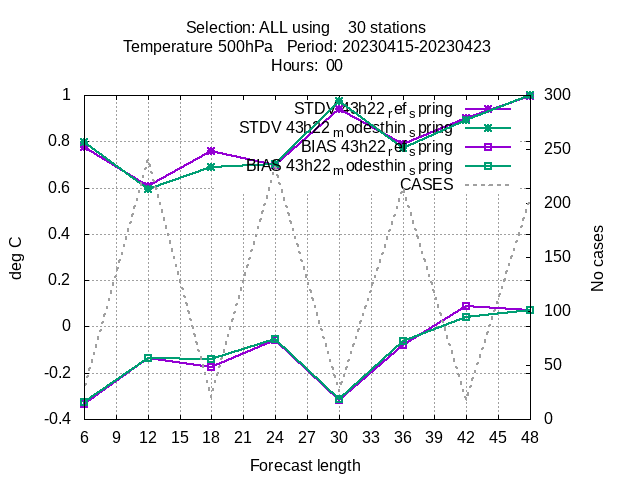 Selection: ALL using 30 stations
Temperature 500hPa Period: 20230415-20230423
Hours: 00
1
0.8
0.6
0.4
0.2
0
-0.2
-0.4
deg C
STDV 43h22_ref_spring
STDV 43h22_modesthin_spring
BIAS 43h22_ref_spring
BIAS 43h22_modesthin_spring
CASES
300
250
200
150
100
50
0
No cases
6 9 12 15 18 21 24 27 30 33 36 39 42 45 48
Forecast length